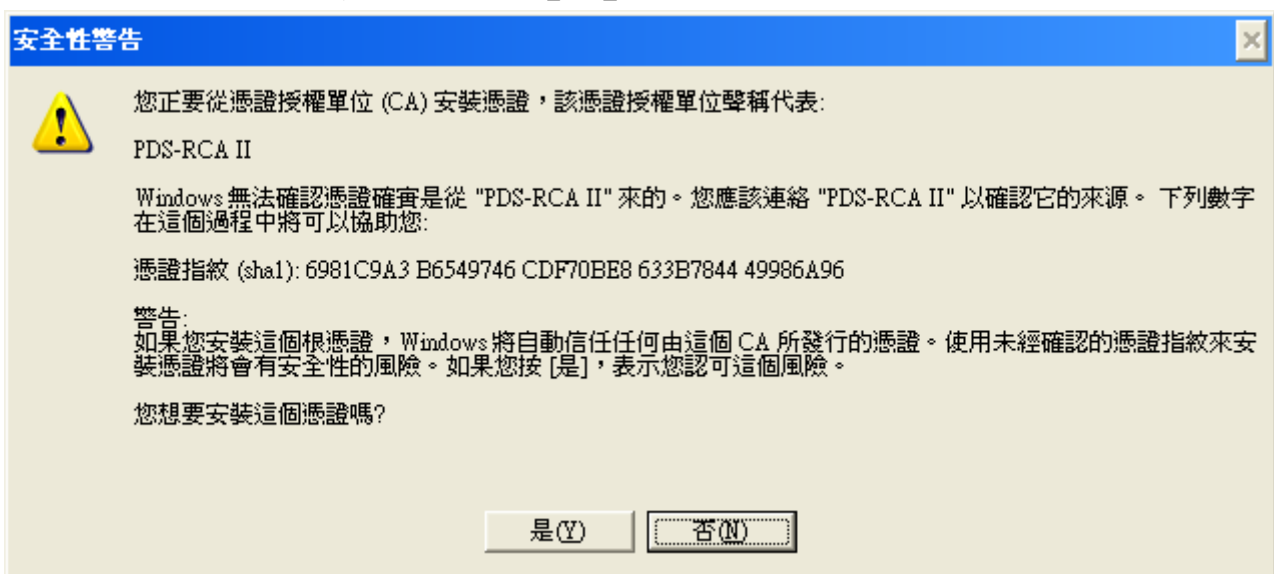 安全性警告
您正要從憑證授權單位 (CA) 安裝憑證，該憑證授權單位聲稱代表:
PDS-RCA II
Windows 無法確認憑證確實是從 "PDS-RCA II" 來的。您應該連絡 "PDS-RCA II" 以確認它的來源。 下列數字
在這個過程中將可以協助您:
憑證指紋 (sha1): 6981C9A3 B6549746 CDF70BE8 633B7844 49986A96
警告:
如果您安裝這個根憑證，Windows 將自動信任任何由這個 CA 所發行的憑證。使用未經確認的憑證指紋來安
裝憑證將會有安全性的風險。如果您按 [是]，表示您認可這個風險。
您想要安裝這個憑證嗎?
是(Y) 否(N)